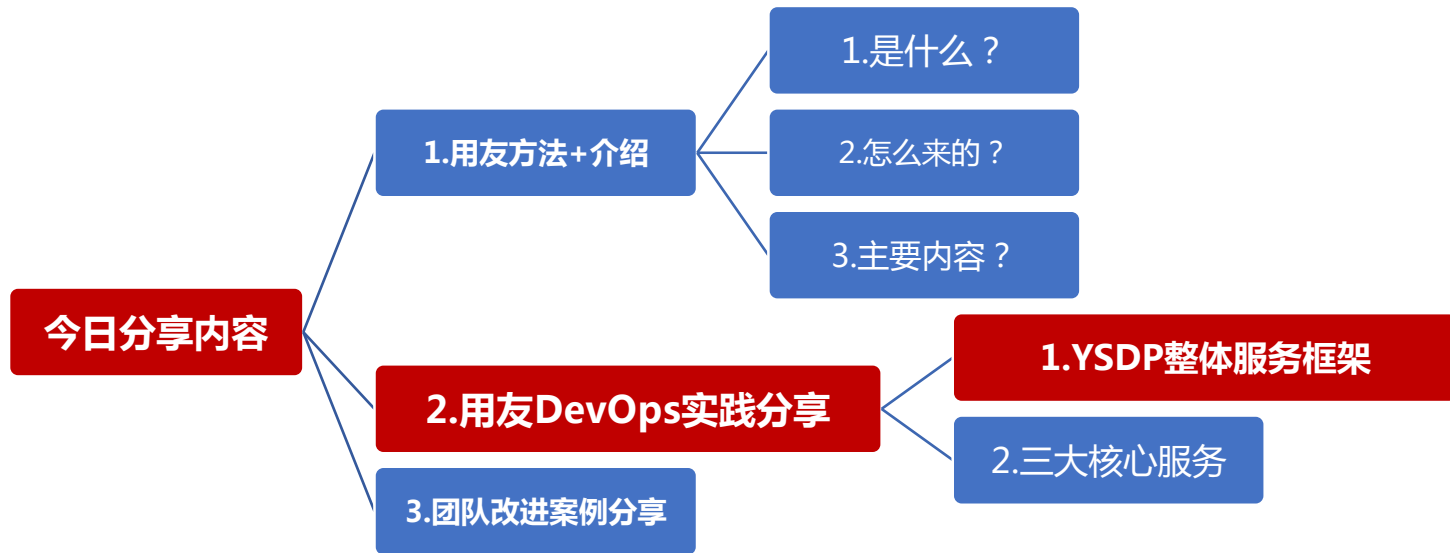 今日分享内容
1.用友方法+介绍
1.是什么？
2.怎么来的？
3.主要内容？
2.用友DevOps实践分享
1.YSDP整体服务框架
2.三大核心服务
3.团队改进案例分享